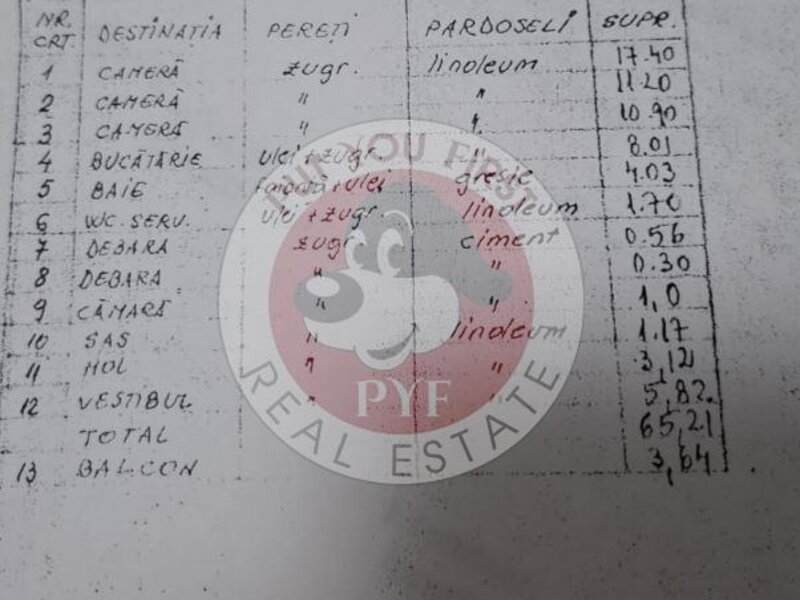 NR. CRT. DESTINAȚIA PEREȚI PARDOSELI SUPR.
1 CAMERĂ zugr. linoleum 17.40
2 CAMERĂ " " 11.20
3 CAMERĂ " " 10.90
4 BUCĂTĂRIE ulei + zugr. " 8.01
5 BAIE faianță + ulei gresie 4.03
6 WC. SERV. ulei + zugr. linoleum 1.70
7 DEBARA zugr. ciment 0.56
8 DEBARA " " 0.30
9 CĂMARĂ " " 1,0
10 SAS " linoleum 1.17
11 HOL " " 3,12
12 VESTIBUL " " 5,82
TOTAL 65,21
13 BALCON 3,64
PUT YOU FIRST
PYF
REAL ESTATE